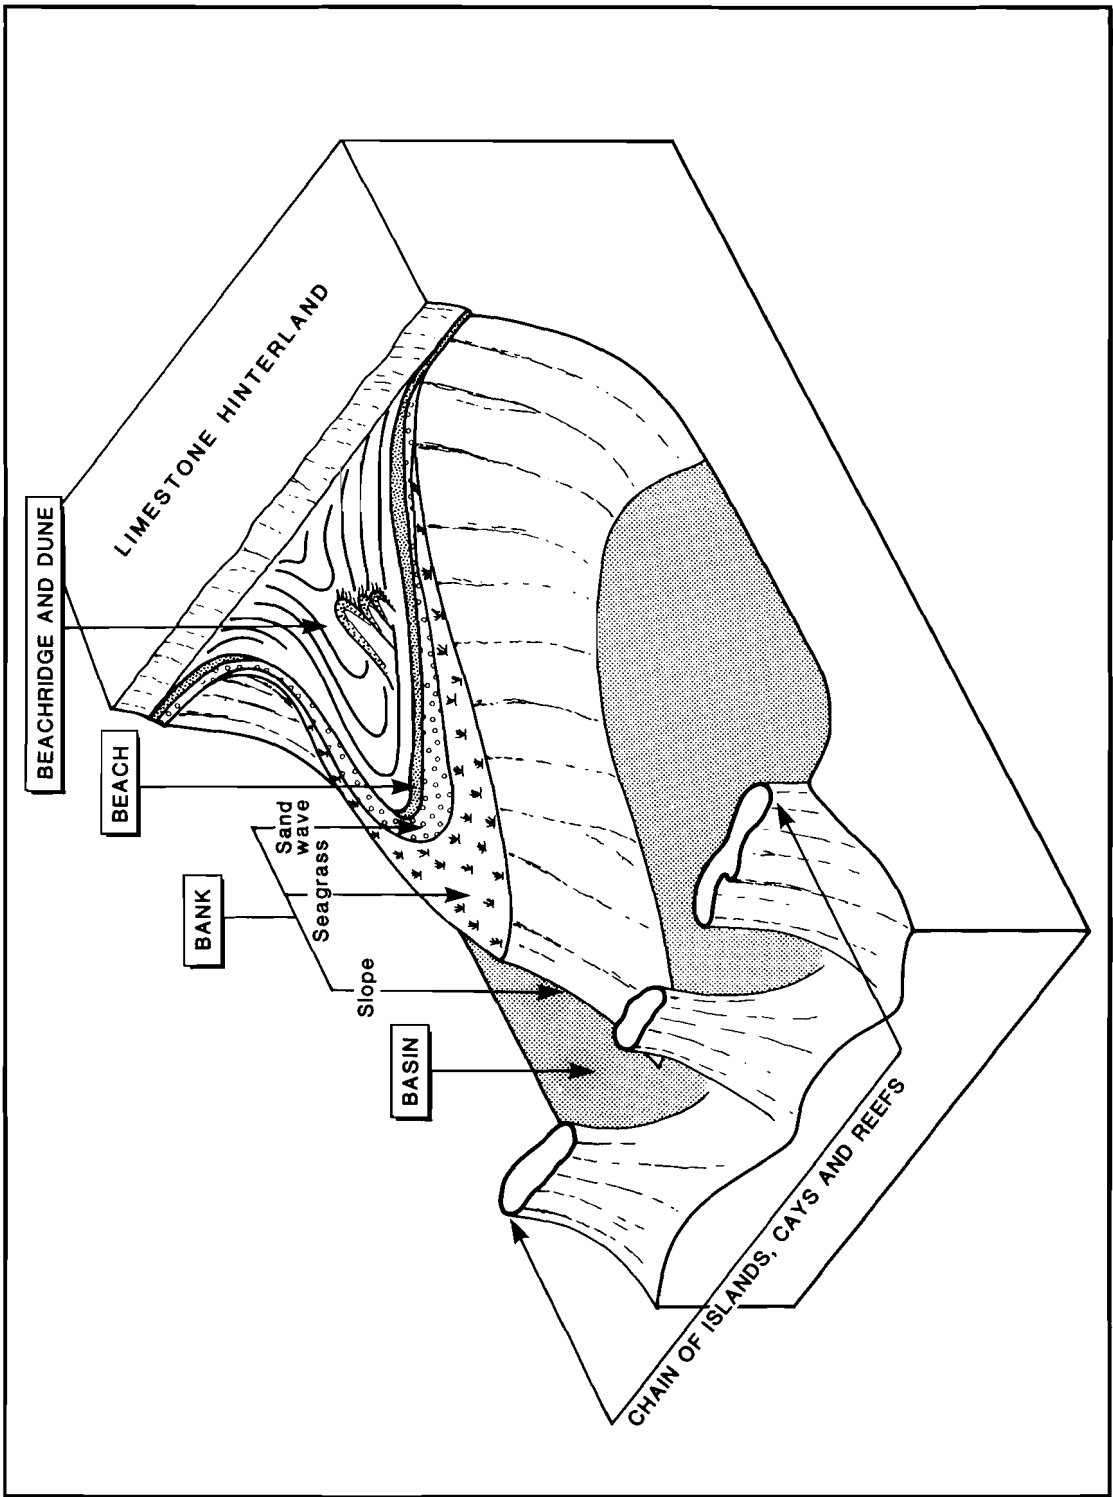 BEACHRIDGE AND DUNE
LIMESTONE HINTERLAND
BEACH
Sand
wave
Seagrass
BANK
Slope
BASIN
CHAIN OF ISLANDS, CAYS AND REEFS